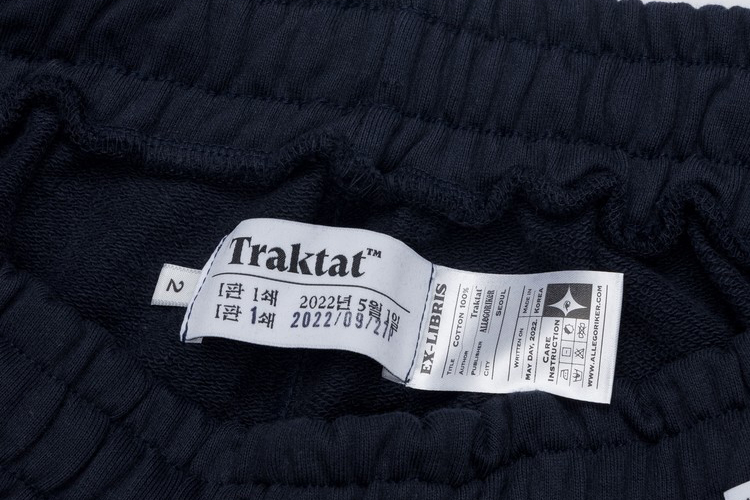 Traktat™
1판 1쇄 2022년 5월 1일
1판 1쇄 2022/09/2
2
EX-LIBRIS
TITLE COTTON 100%
AUTHOR Traktat
PUBLISHER ALLEGORIKER
CITY SEOUL
WRITTEN ON MAY DAY, 2022
MADE IN KOREA
CARE INSTRUCTION
WWW.ALLEGORIKER.COM